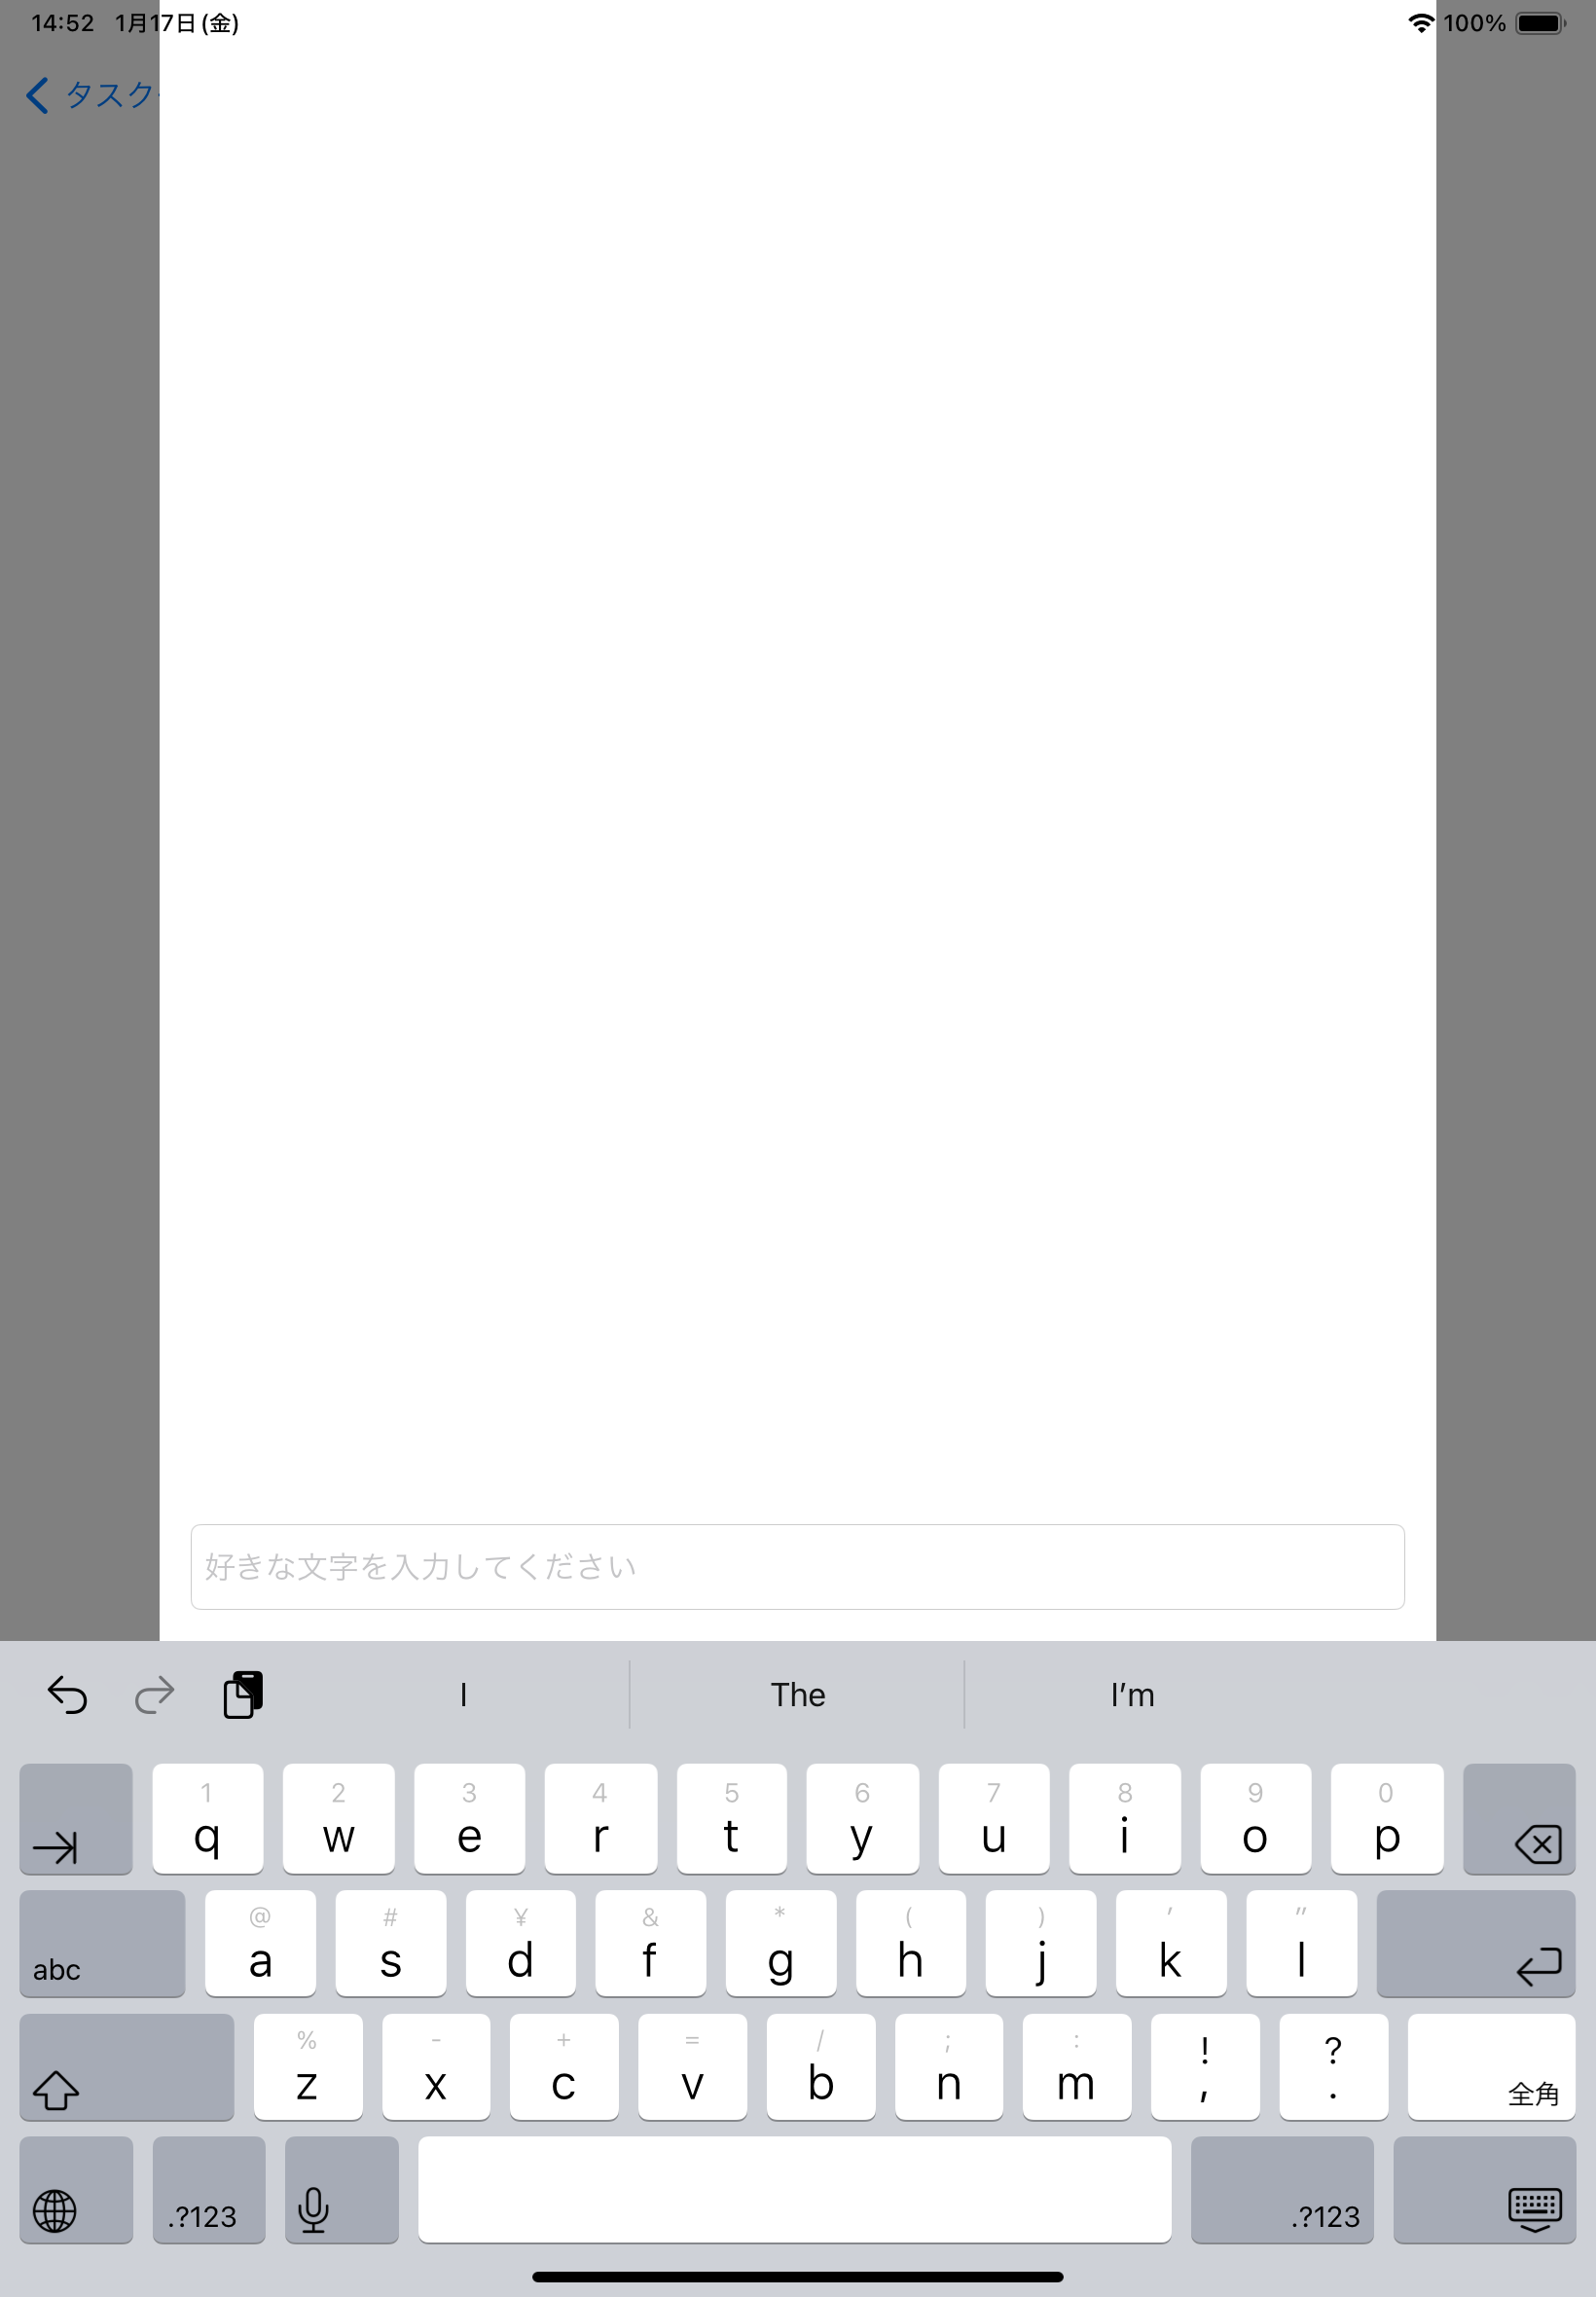 14:52 1月17日 (金) 100%
タスク
好きな文字を入力してください
I The I’m
1 2 3 4 5 6 7 8 9 0
q w e r t y u i o p
@ # ¥ & * ( ) ′ ″
abc a s d f g h j k l
% - + = / ; : ! ?
z x c v b n m , . 全角
.?123 .?123